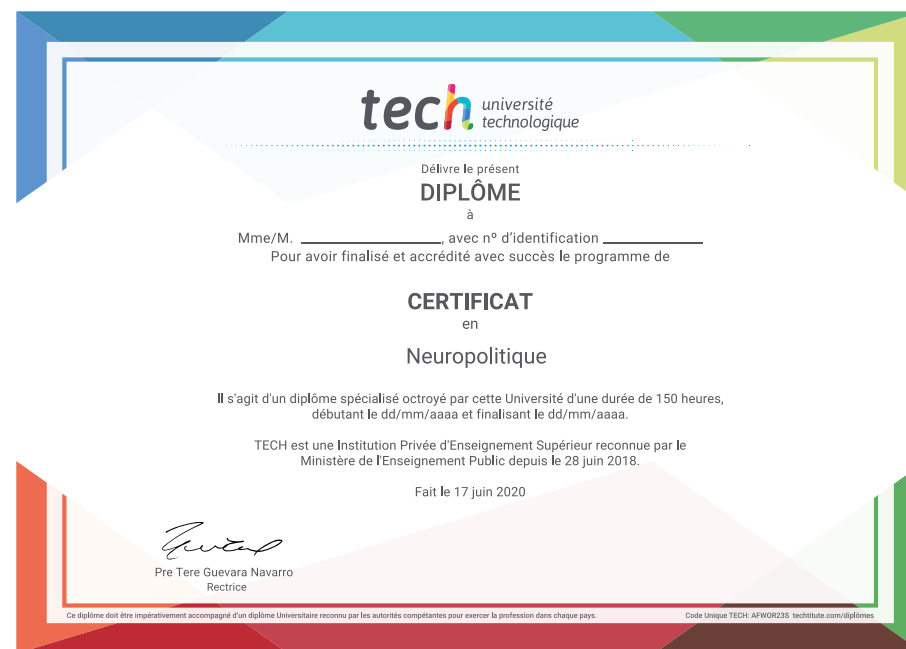 tech université
technologique
Délivre le présent
DIPLÔME
à
Mme/M. ____________________, avec nº d'identification ______________
Pour avoir finalisé et accrédité avec succès le programme de
CERTIFICAT
en
Neuropolitique
Il s'agit d'un diplôme spécialisé octroyé par cette Université d'une durée de 150 heures,
débutant le dd/mm/aaaa et finalisant le dd/mm/aaaa.
TECH est une Institution Privée d'Enseignement Supérieur reconnue par le
Ministère de l'Enseignement Public depuis le 28 juin 2018.
Fait le 17 juin 2020
Pre Tere Guevara Navarro
Rectrice
Ce diplôme doit être impérativement accompagné d'un diplôme Universitaire reconnu par les autorités compétantes pour exercer la profession dans chaque pays. Code Unique TECH: AFWOR23S techtitute.com/diplômes